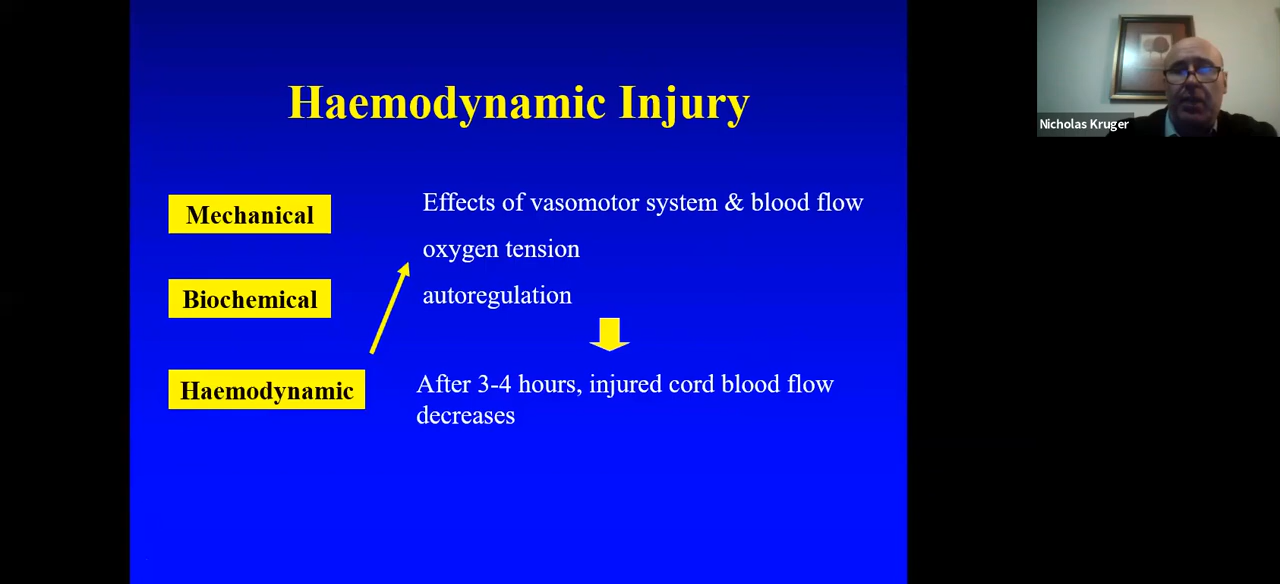 Haemodynamic Injury
Nicholas Kruger
Mechanical
Effects of vasomotor system & blood flow
oxygen tension
Biochemical
autoregulation
Haemodynamic
After 3-4 hours, injured cord blood flow
decreases